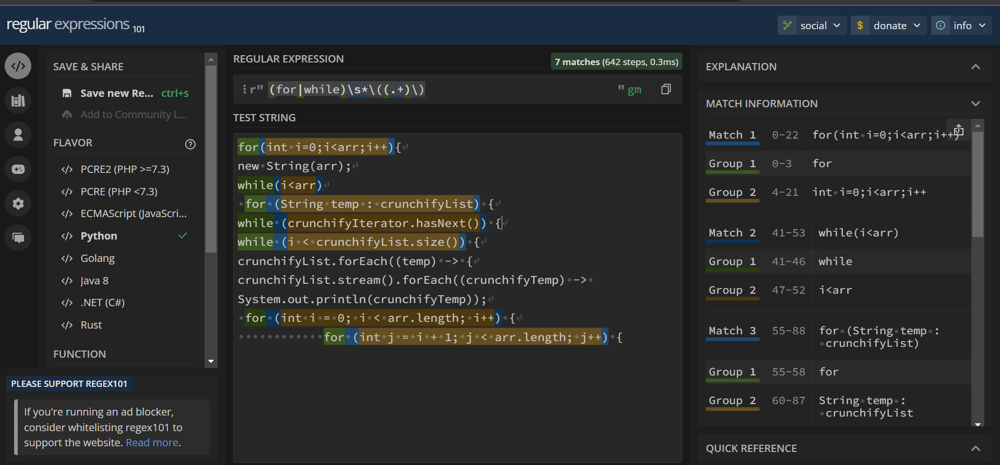 regular expressions 101
social
donate
info
SAVE & SHARE
Save new Re... ctrl+s
Add to Community L...
FLAVOR
</> PCRE2 (PHP >=7.3)
</> PCRE (PHP <7.3)
</> ECMAScript (JavaScri...
</> Python
</> Golang
</> Java 8
</> .NET (C#)
</> Rust
FUNCTION
PLEASE SUPPORT REGEX101
If you're running an ad blocker,
consider whitelisting regex101 to
support the website. Read more.
REGULAR EXPRESSION
7 matches (642 steps, 0.3ms)
r" (for|while)\s*\((.+)\) " gm
TEST STRING
for(int i=0;i<arr;i++){
new String(arr);
while(i<arr)
for (String temp : crunchifyList) {
while (crunchifyIterator.hasNext()) {
while (i < crunchifyList.size()) {
crunchifyList.forEach((temp) -> {
crunchifyList.stream().forEach((crunchifyTemp) ->
System.out.println(crunchifyTemp));
for (int i = 0; i < arr.length; i++) {
for (int j = i + 1; j < arr.length; j++) {
EXPLANATION
MATCH INFORMATION
Match 1 0-22 for(int i=0;i<arr;i++)
Group 1 0-3 for
Group 2 4-21 int i=0;i<arr;i++
Match 2 41-53 while(i<arr)
Group 1 41-46 while
Group 2 47-52 i<arr
Match 3 55-88 for (String temp :
crunchifyList)
Group 1 55-58 for
Group 2 60-87 String temp :
crunchifyList
QUICK REFERENCE